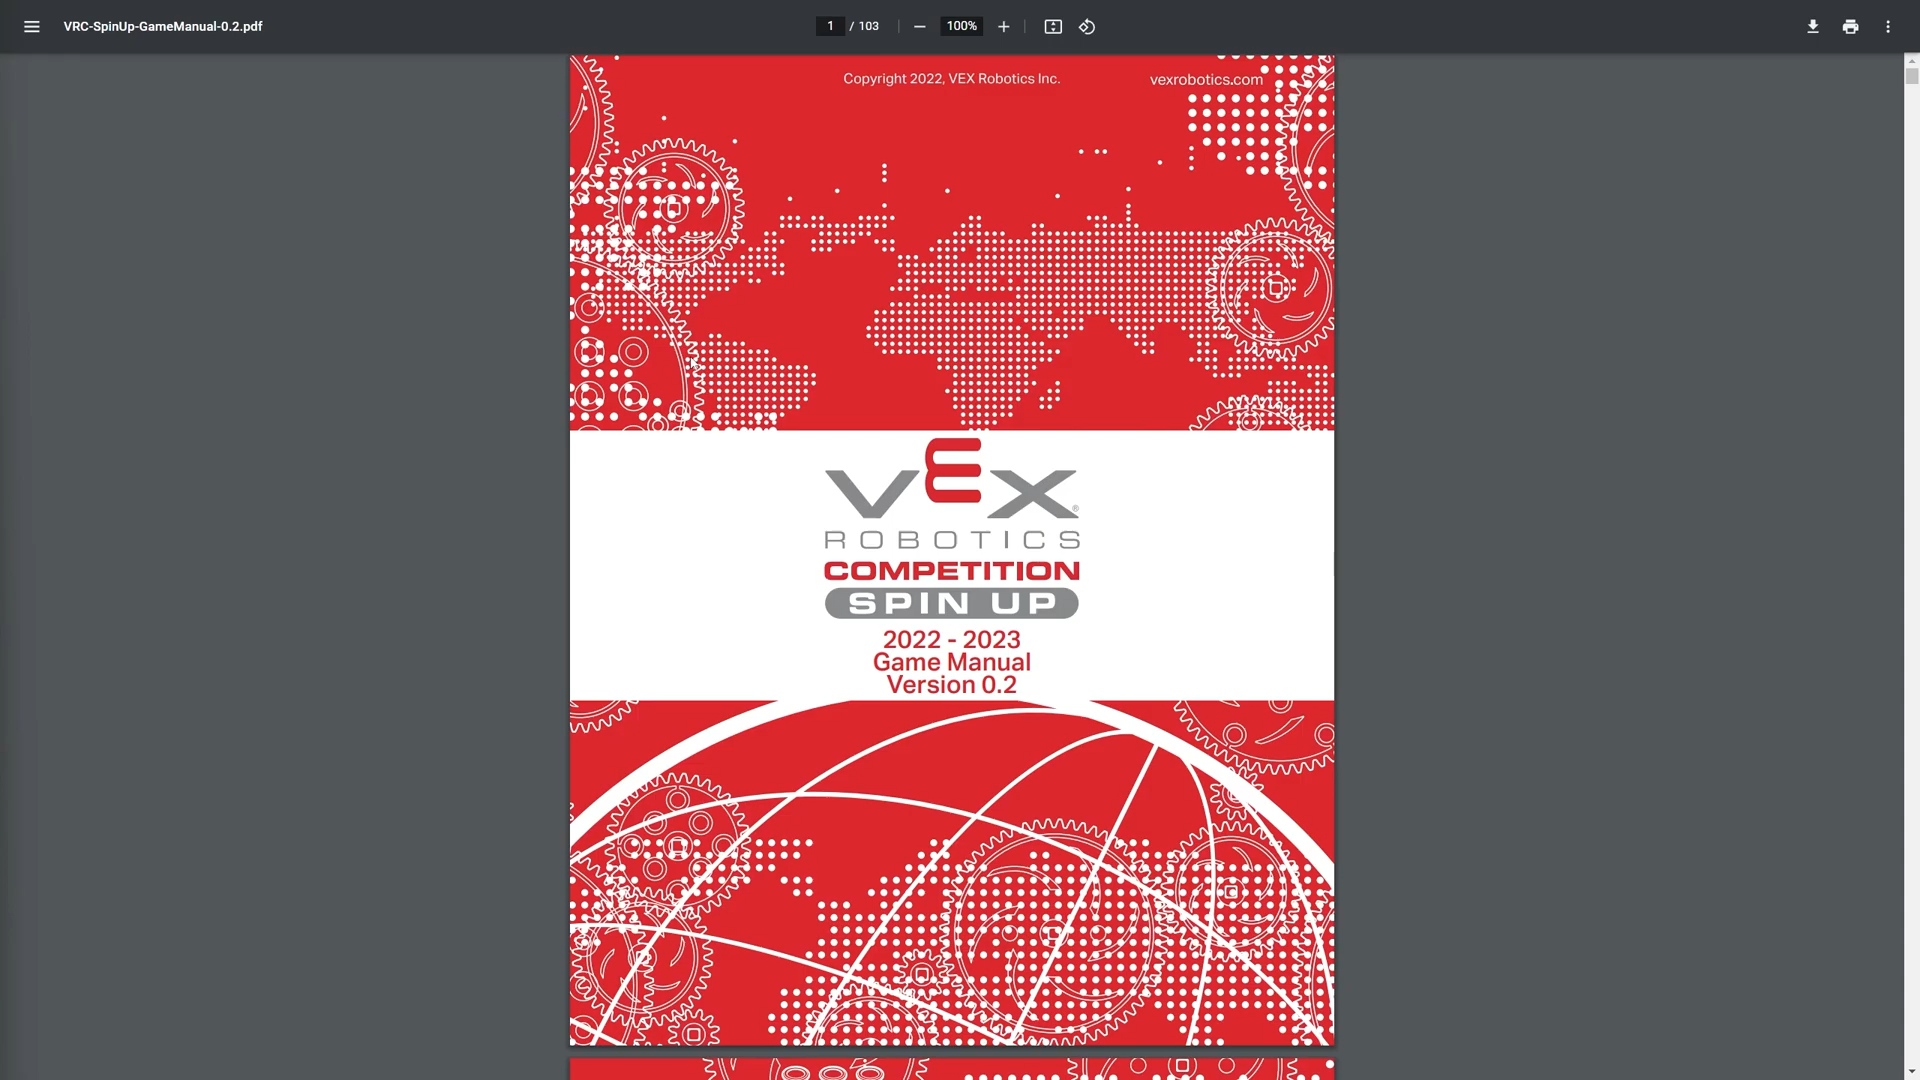 VRC-SpinUp-GameManual-0.2.pdf
1 / 103
100%
Copyright 2022, VEX Robotics Inc.
vexrobotics.com
VEX®
ROBOTICS
COMPETITION
SPIN UP
2022 - 2023
Game Manual
Version 0.2